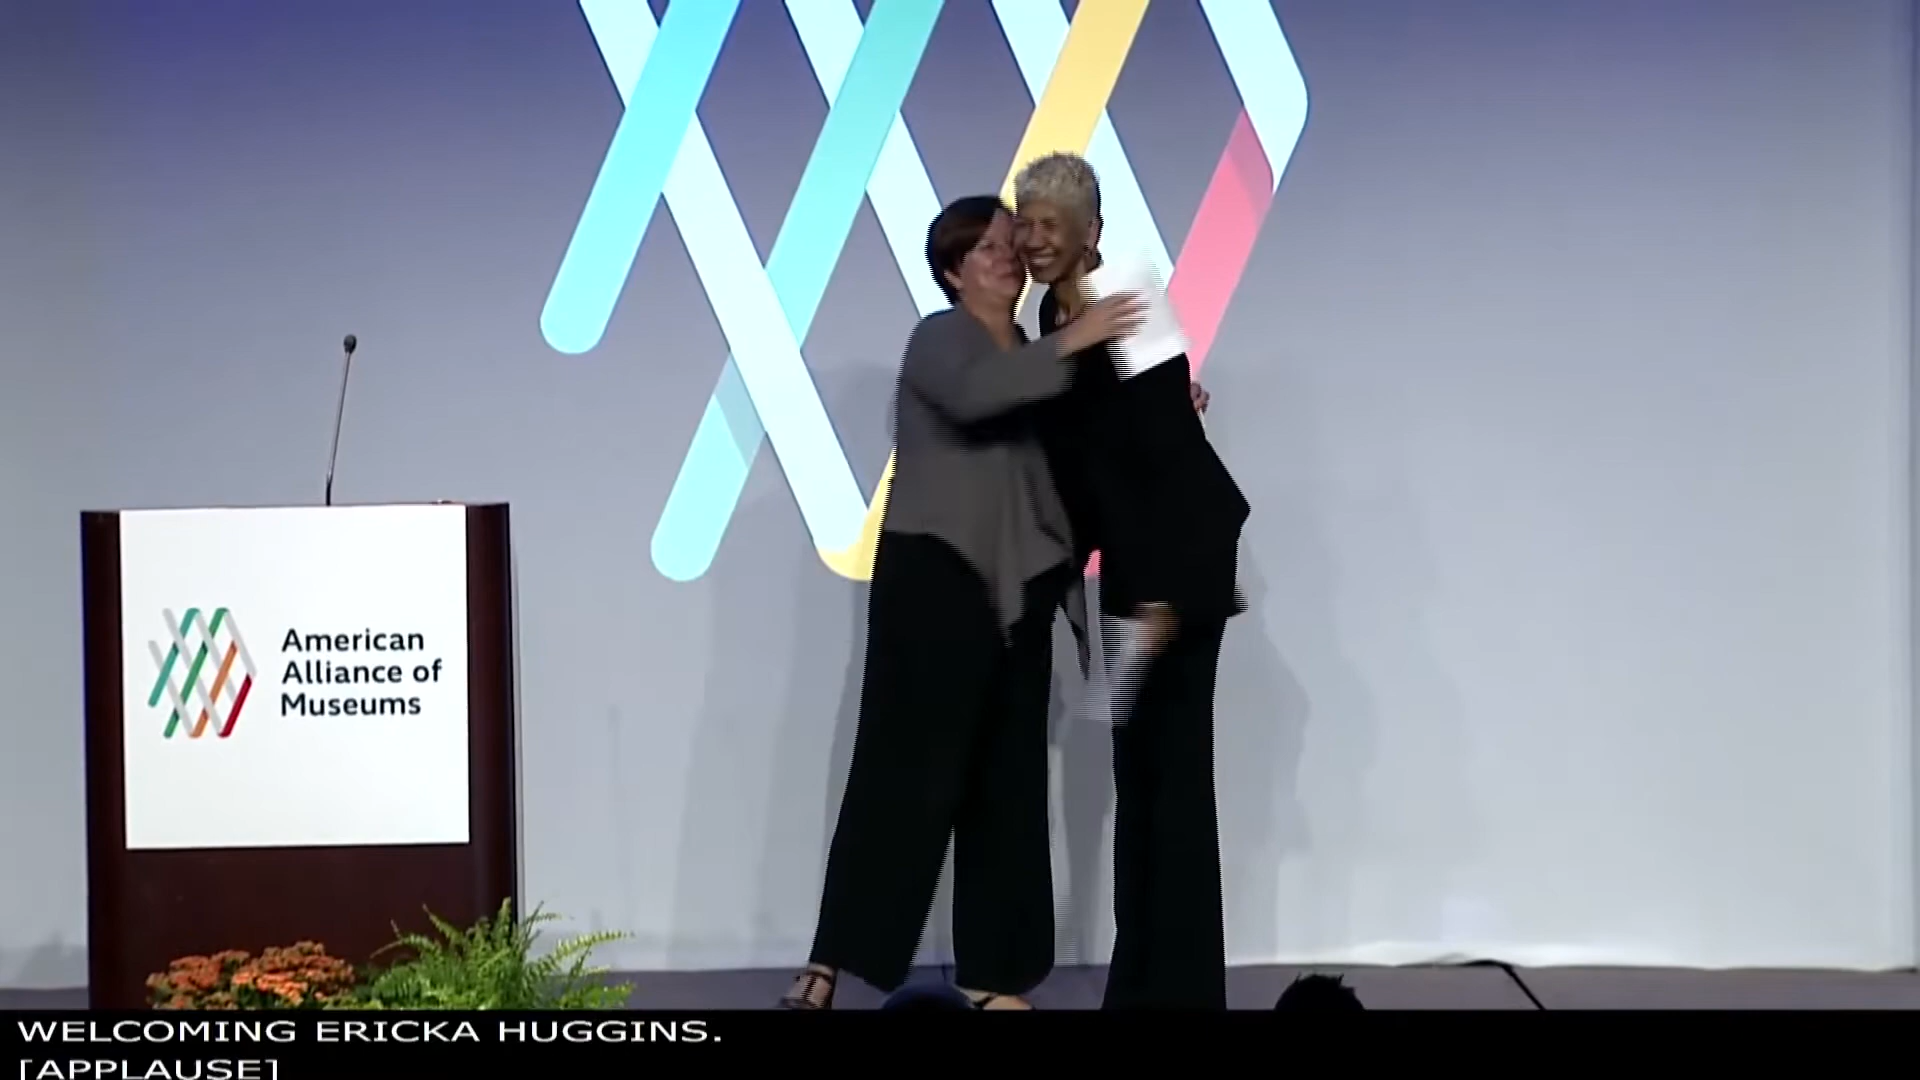 American
Alliance of
Museums
WELCOMING ERICKA HUGGINS.
[APPLAUSE]